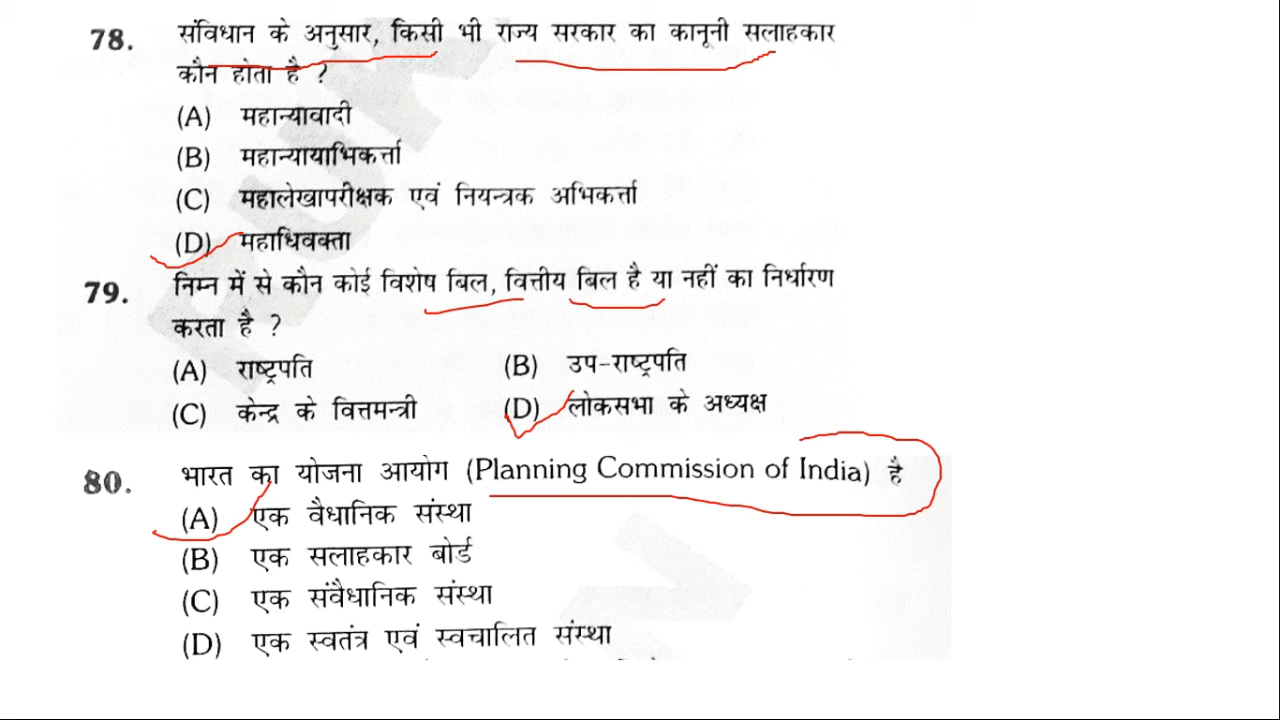 78. संविधान के अनुसार, किसी भी राज्य सरकार का कानूनी सलाहकार
कौन होता है ?
(A) महान्यावादी
(B) महान्यायाभिकर्त्ता
(C) महालेखापरीक्षक एवं नियन्त्रक अभिकर्त्ता
(D) महाधिवक्ता
79. निम्न में से कौन कोई विशेष बिल, वित्तीय बिल है या नहीं का निर्धारण
करता है ?
(A) राष्ट्रपति (B) उप-राष्ट्रपति
(C) केन्द्र के वित्तमन्त्री (D) लोकसभा के अध्यक्ष
80. भारत का योजना आयोग (Planning Commission of India) है
(A) एक वैधानिक संस्था
(B) एक सलाहकार बोर्ड
(C) एक संवैधानिक संस्था
(D) एक स्वतंत्र एवं स्वचालित संस्था